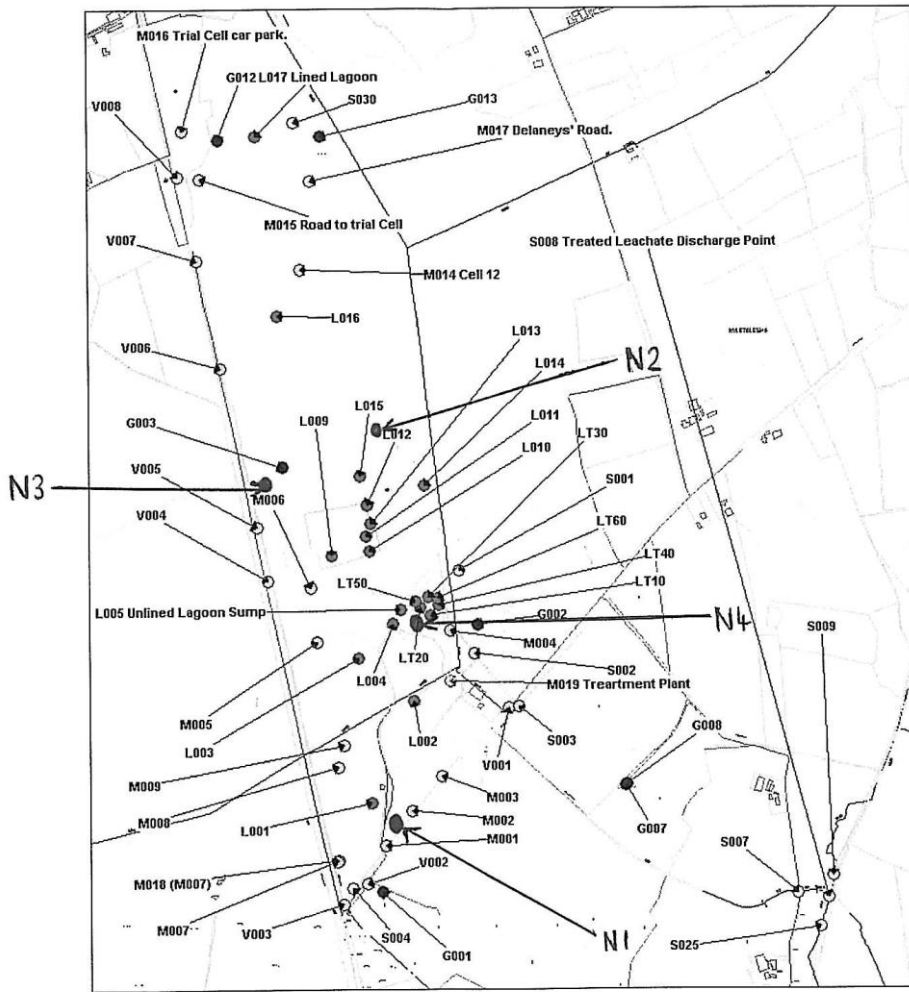 M016 Trial Cell car park.
G012 L017 Lined Lagoon
S030
V008
G013
M017 Delaneys' Road.
M015 Road to trial Cell
S008 Treated Leachate Discharge Point
V007
M014 Cell 12
L016
L013
V006
L014
N2
L015
L011
LT30
G003
L009
L012
L010
V005
S001
N3
M006
LT60
V004
LT40
LT50
LT10
L005 Unlined Lagoon Sump
G002
N4
S009
M004
LT20
L004
S002
M019 Treartment Plant
M005
S003
G008
L003
L002
V001
M009
M003
M008
M002
G007
L001
M001
S007
M018 (M007)
V002
M007
V003
S004
G001
N1
S025